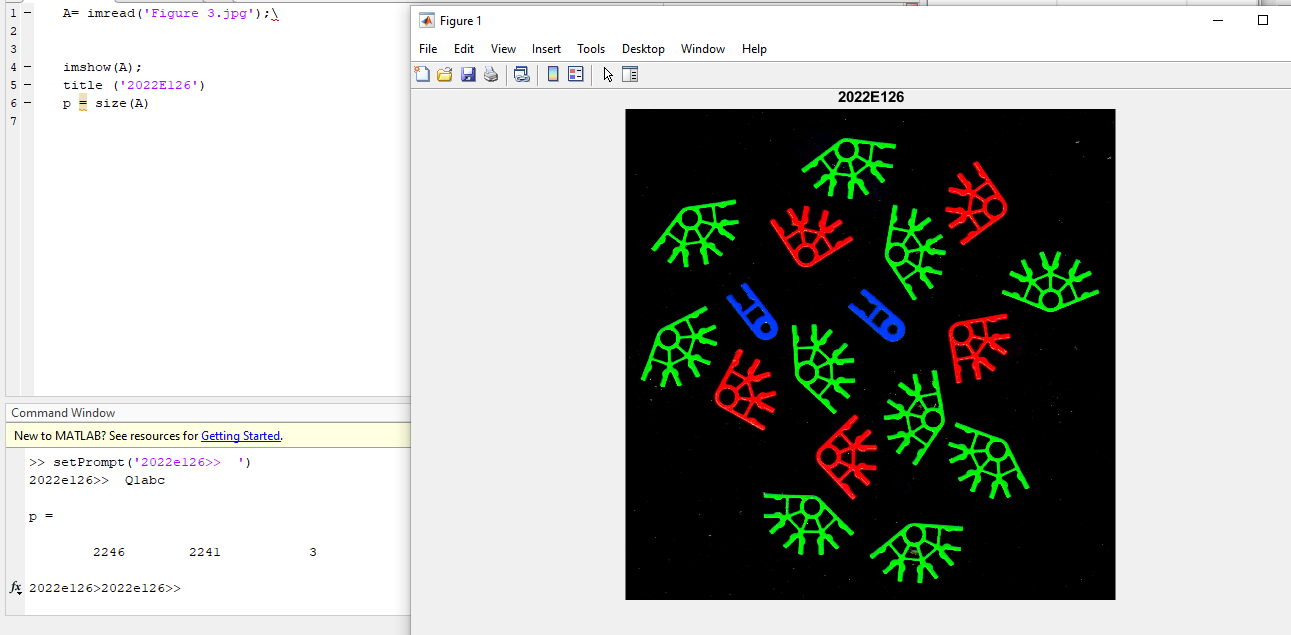 1 - A= imread('Figure 3.jpg');\
2
3
4 - imshow(A);
5 - title ('2022E126')
6 - p = size(A)
7
Command Window
New to MATLAB? See resources for Getting Started.
>> setPrompt('2022e126>>  ')
2022e126>>  Q1abc
p =
2246 2241 3
fx 2022e126>2022e126>>
Figure 1
File Edit View Insert Tools Desktop Window Help
2022E126